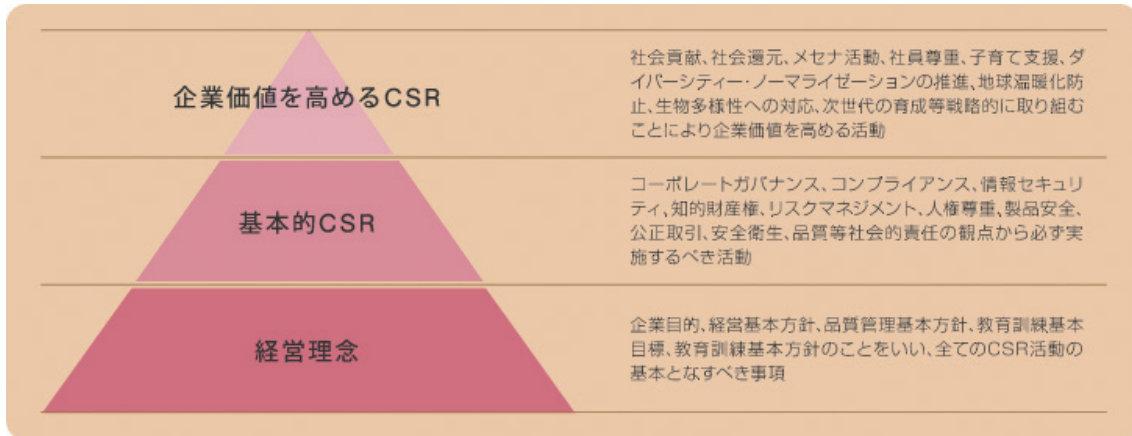 企業価値を高めるCSR
社会貢献、社会還元、メセナ活動、社員尊重、子育て支援、ダ
イバーシティー・ノーマライゼーションの推進、地球温暖化防
止、生物多様性への対応、次世代の育成等戦略的に取り組む
ことにより企業価値を高める活動
基本的CSR
コーポレートガバナンス、コンプライアンス、情報セキュリ
ティ、知的財産権、リスクマネジメント、人権尊重、製品安全、
公正取引、安全衛生、品質等社会的責任の観点から必ず実
施するべき活動
経営理念
企業目的、経営基本方針、品質管理基本方針、教育訓練基本
目標、教育訓練基本方針のことをいい、全てのCSR活動の
基本となすべき事項